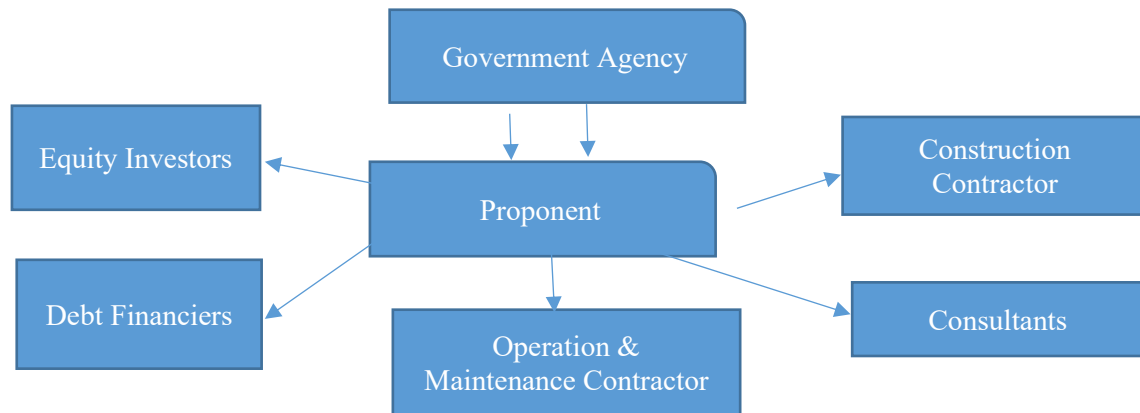 Government Agency
Equity Investors
Construction
Contractor
Proponent
Debt Financiers
Operation &
Maintenance Contractor
Consultants